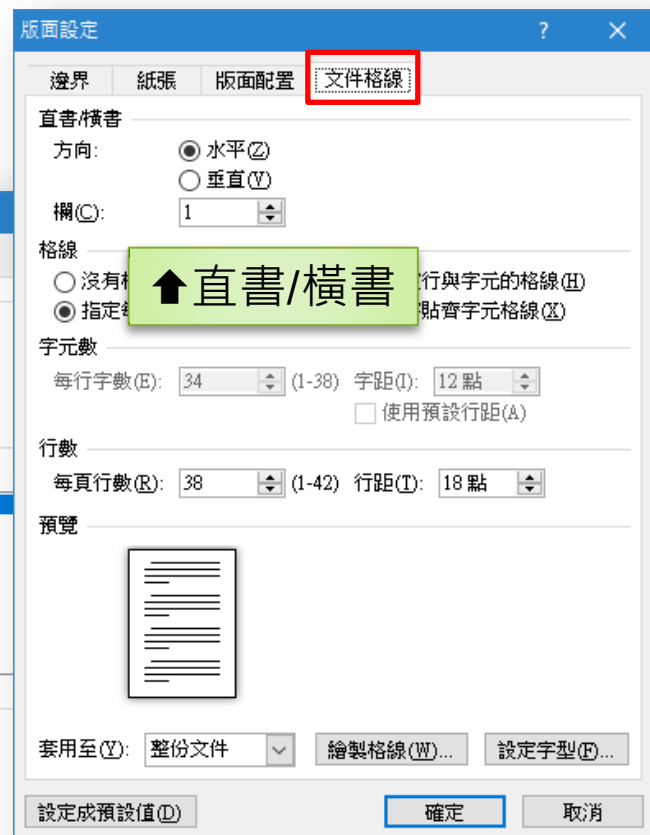 版面設定 ? ×
邊界 紙張 版面配置 文件格線
直書/橫書
方向: 水平(Z)
垂直(V)
欄(C): 1
格線
沒有 行與字元的格線(H)
指定 貼齊字元格線(X)
⬆直書/橫書
字元數
每行字數(E): 34 (1-38) 字距(I): 12 點
使用預設行距(A)
行數
每頁行數(R): 38 (1-42) 行距(T): 18 點
預覽
套用至(Y): 整份文件 繪製格線(W)... 設定字型(F)...
設定成預設值(D) 確定 取消